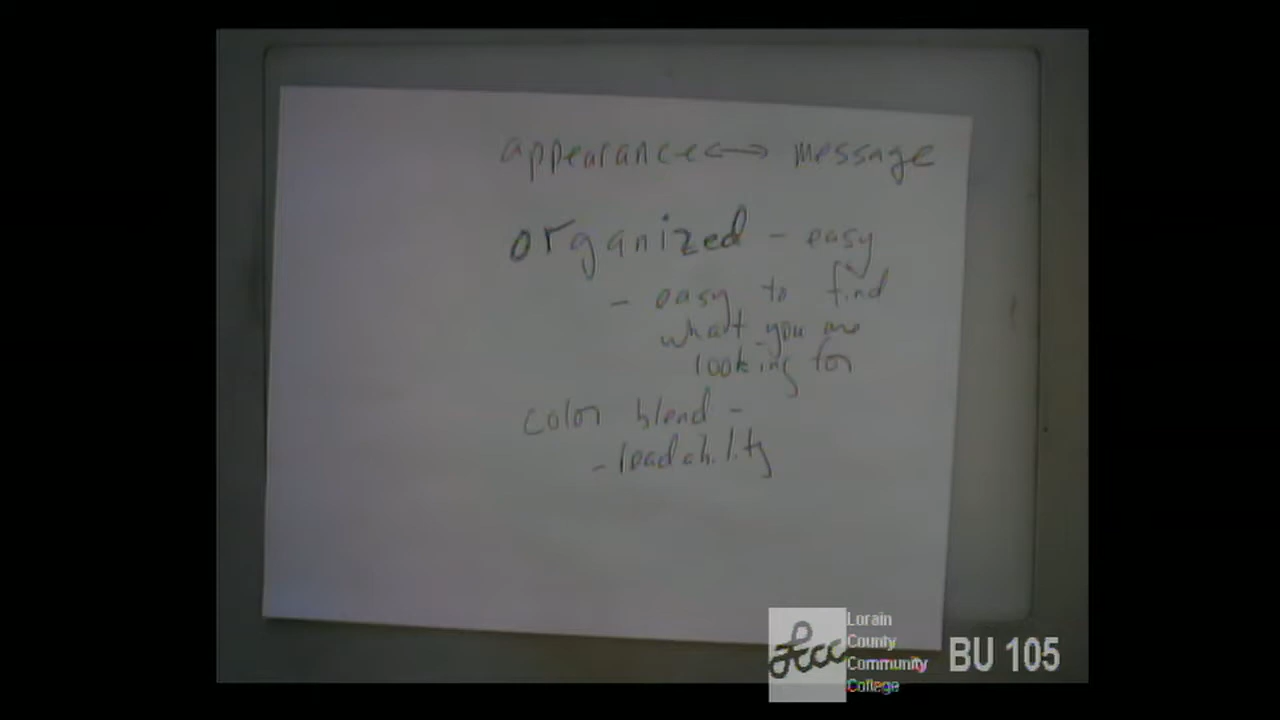 appearance ↔ message
organized - easy
- easy to find
what you are
looking for
color blend -
- readability
Lcc
Lorain
County
Community
College
BU 105